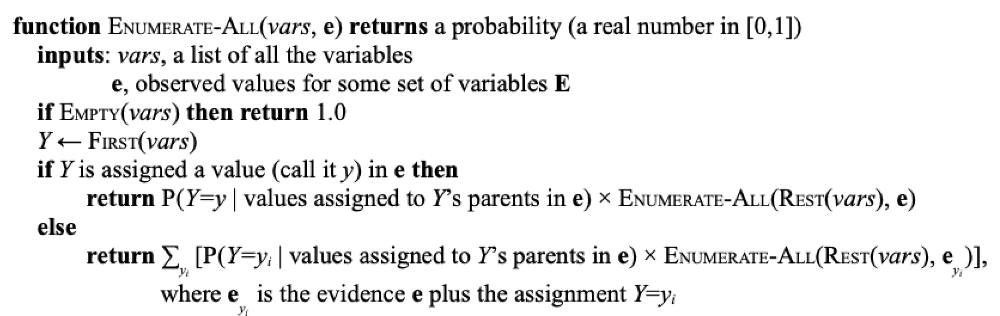 function ENUMERATE-ALL(vars, e) returns a probability (a real number in [0,1])
inputs: vars, a list of all the variables
e, observed values for some set of variables E
if EMPTY(vars) then return 1.0
Y ← FIRST(vars)
if Y is assigned a value (call it y) in e then
return P(Y=y | values assigned to Y's parents in e) × ENUMERATE-ALL(REST(vars), e)
else
return ∑_{y_i} [P(Y=y_i | values assigned to Y's parents in e) × ENUMERATE-ALL(REST(vars), e_{y_i})],
where e_{y_i} is the evidence e plus the assignment Y=y_i